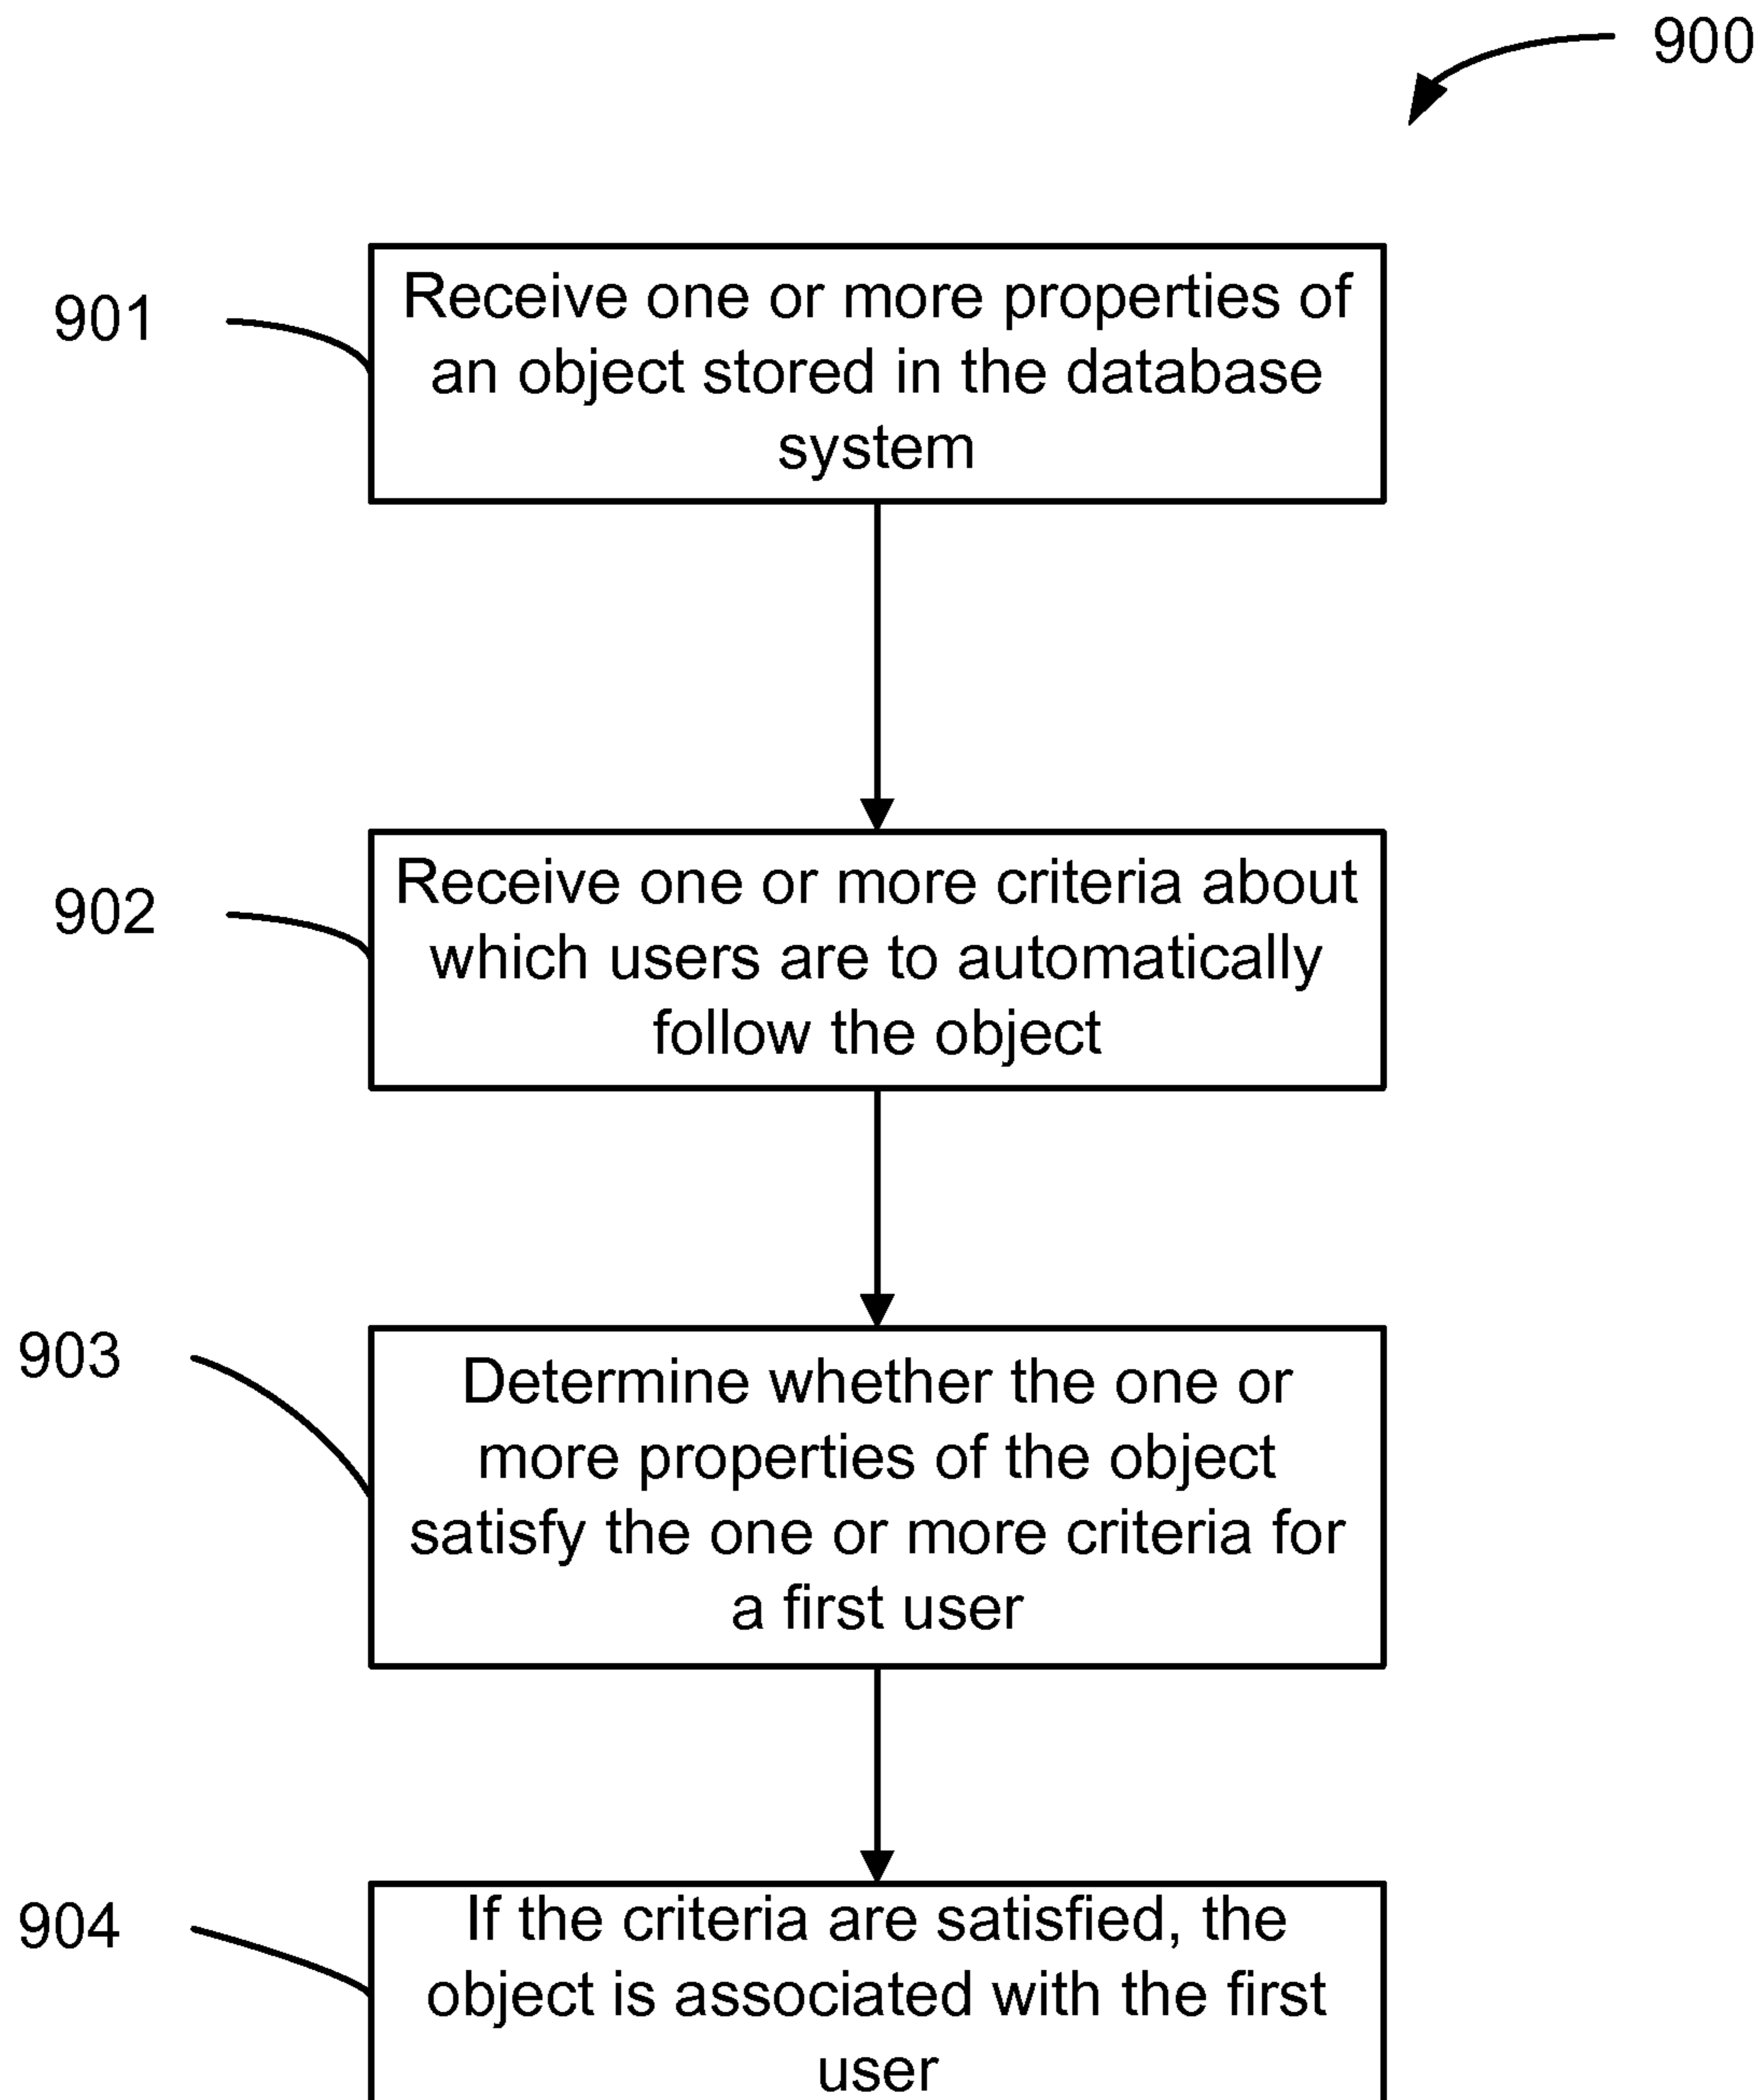 900
901
Receive one or more properties of
an object stored in the database
system
902
Receive one or more criteria about
which users are to automatically
follow the object
903
Determine whether the one or
more properties of the object
satisfy the one or more criteria for
a first user
904
If the criteria are satisfied, the
object is associated with the first
user